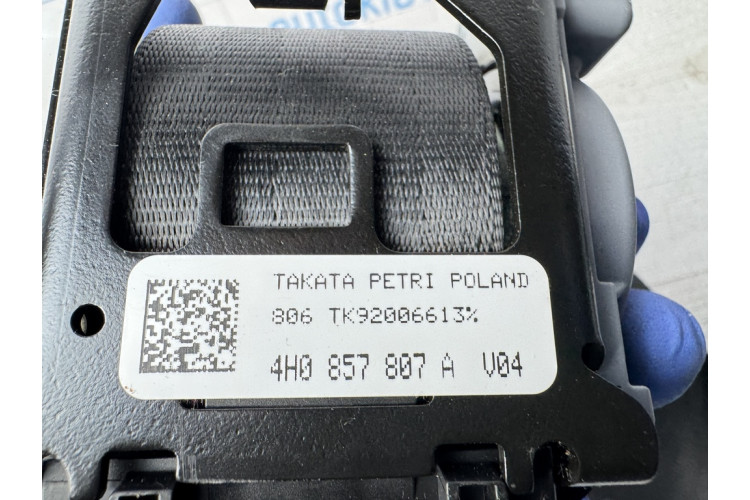 TAKATA PETRI POLAND
806 TK92006613%
4H0 857 807 A V04